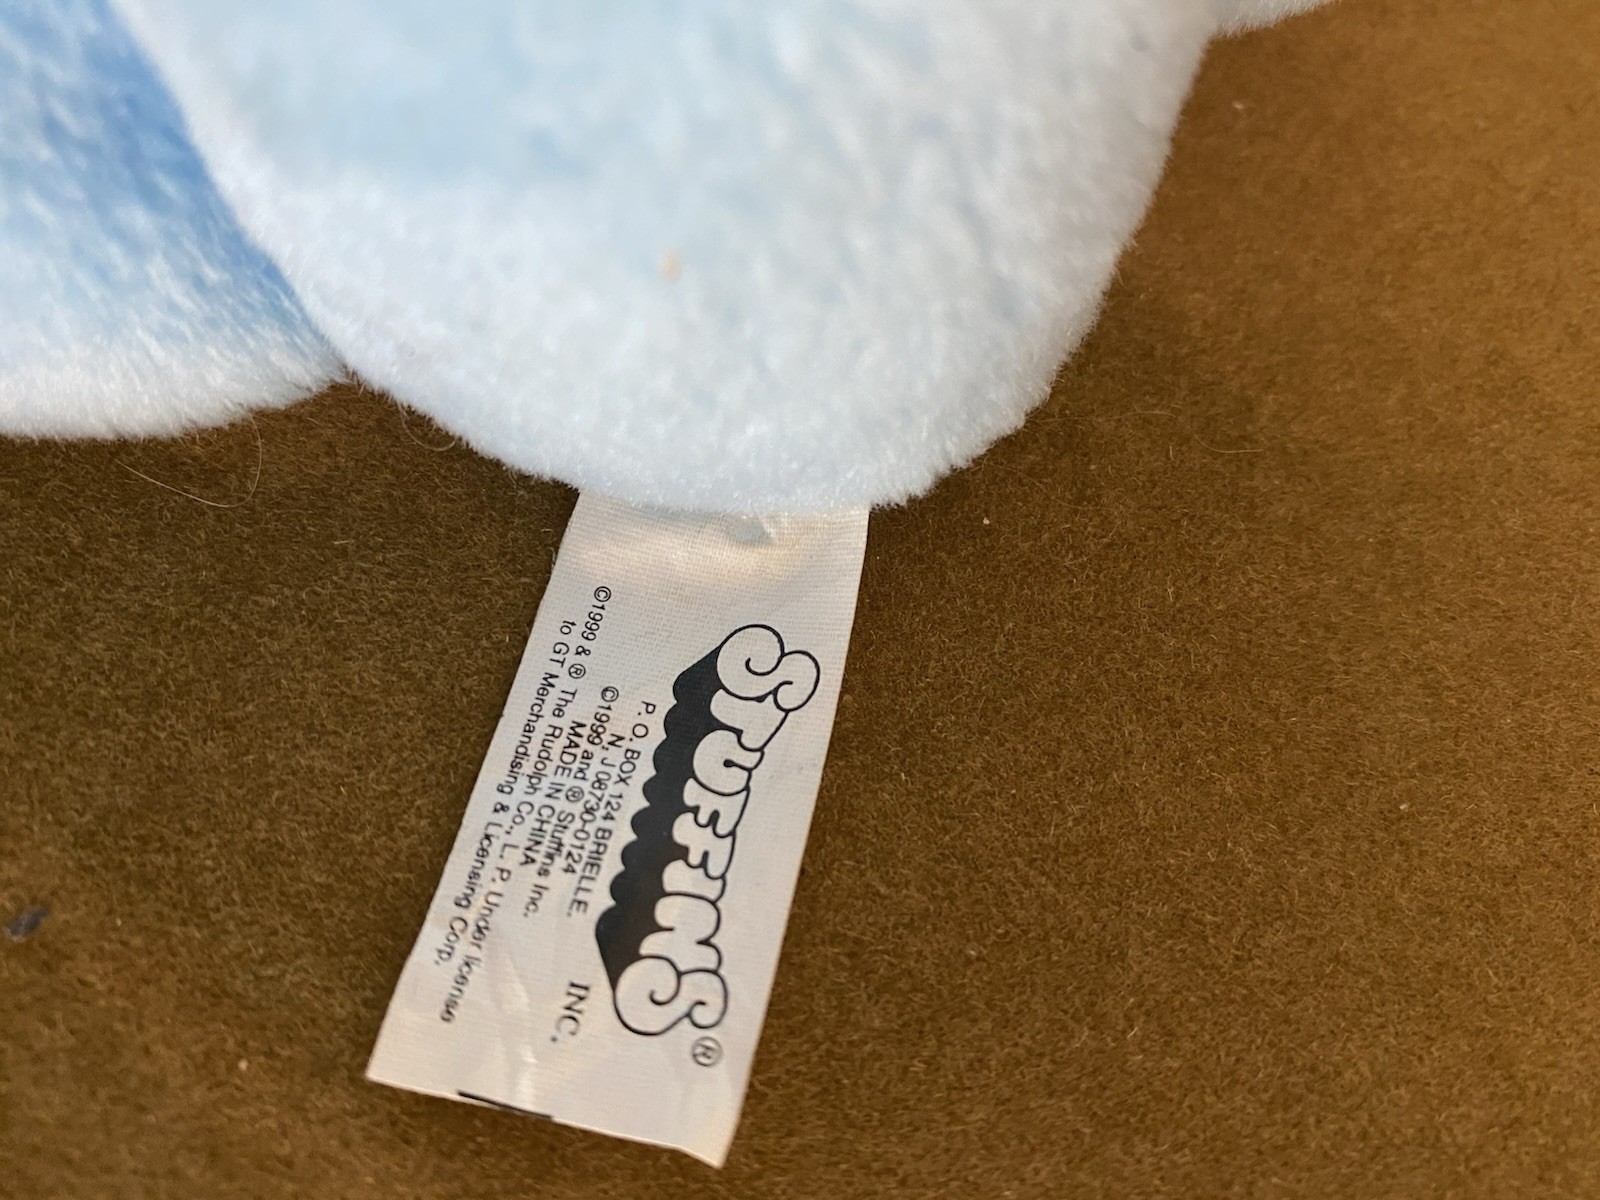 STUFFINS®
INC.
P. O. BOX 124 BRIELLE.
N. J 08730-0124
©1999 and ® Stuffins Inc.
MADE IN CHINA
©1999 & ® The Rudolph Co., L. P. Under license
to GT Merchandising & Licensing Corp.